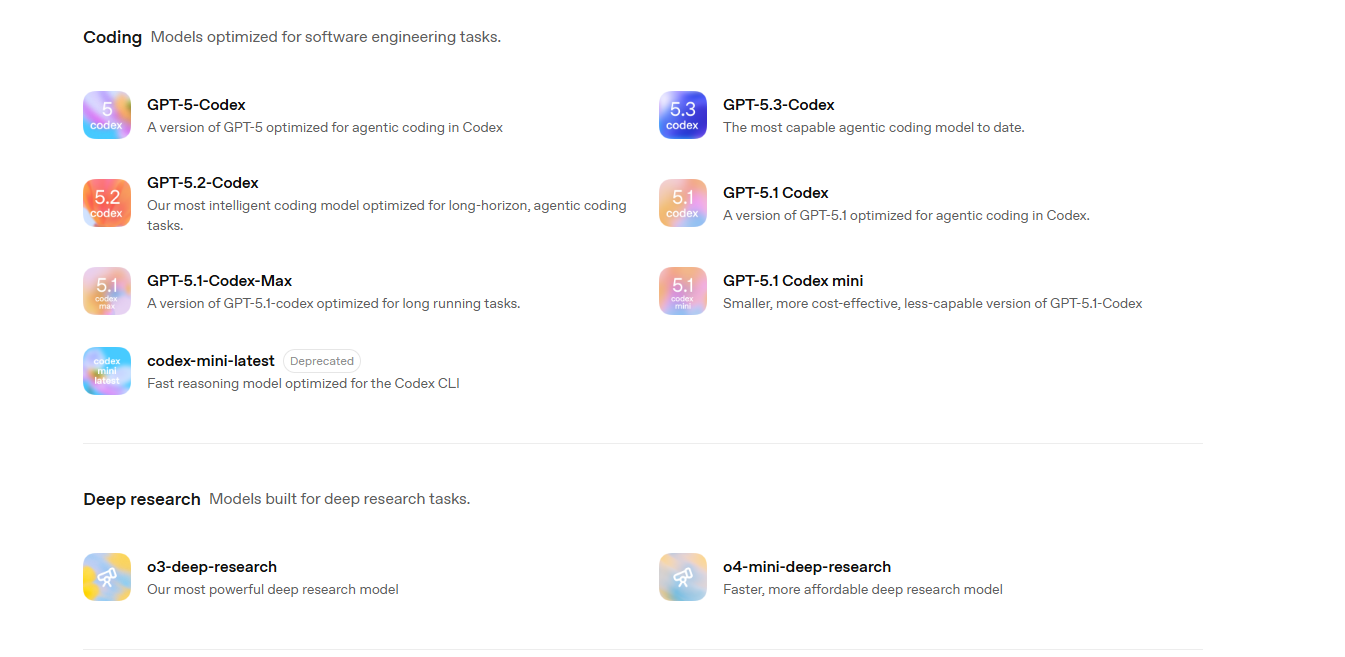 Coding Models optimized for software engineering tasks.
5
codex
GPT-5-Codex
A version of GPT-5 optimized for agentic coding in Codex
5.3
codex
GPT-5.3-Codex
The most capable agentic coding model to date.
5.2
codex
GPT-5.2-Codex
Our most intelligent coding model optimized for long-horizon, agentic coding
tasks.
5.1
codex
GPT-5.1 Codex
A version of GPT-5.1 optimized for agentic coding in Codex.
5.1
codex
max
GPT-5.1-Codex-Max
A version of GPT-5.1-codex optimized for long running tasks.
5.1
codex
mini
GPT-5.1 Codex mini
Smaller, more cost-effective, less-capable version of GPT-5.1-Codex
codex
mini
latest
codex-mini-latest Deprecated
Fast reasoning model optimized for the Codex CLI
Deep research Models built for deep research tasks.
o3-deep-research
Our most powerful deep research model
o4-mini-deep-research
Faster, more affordable deep research model